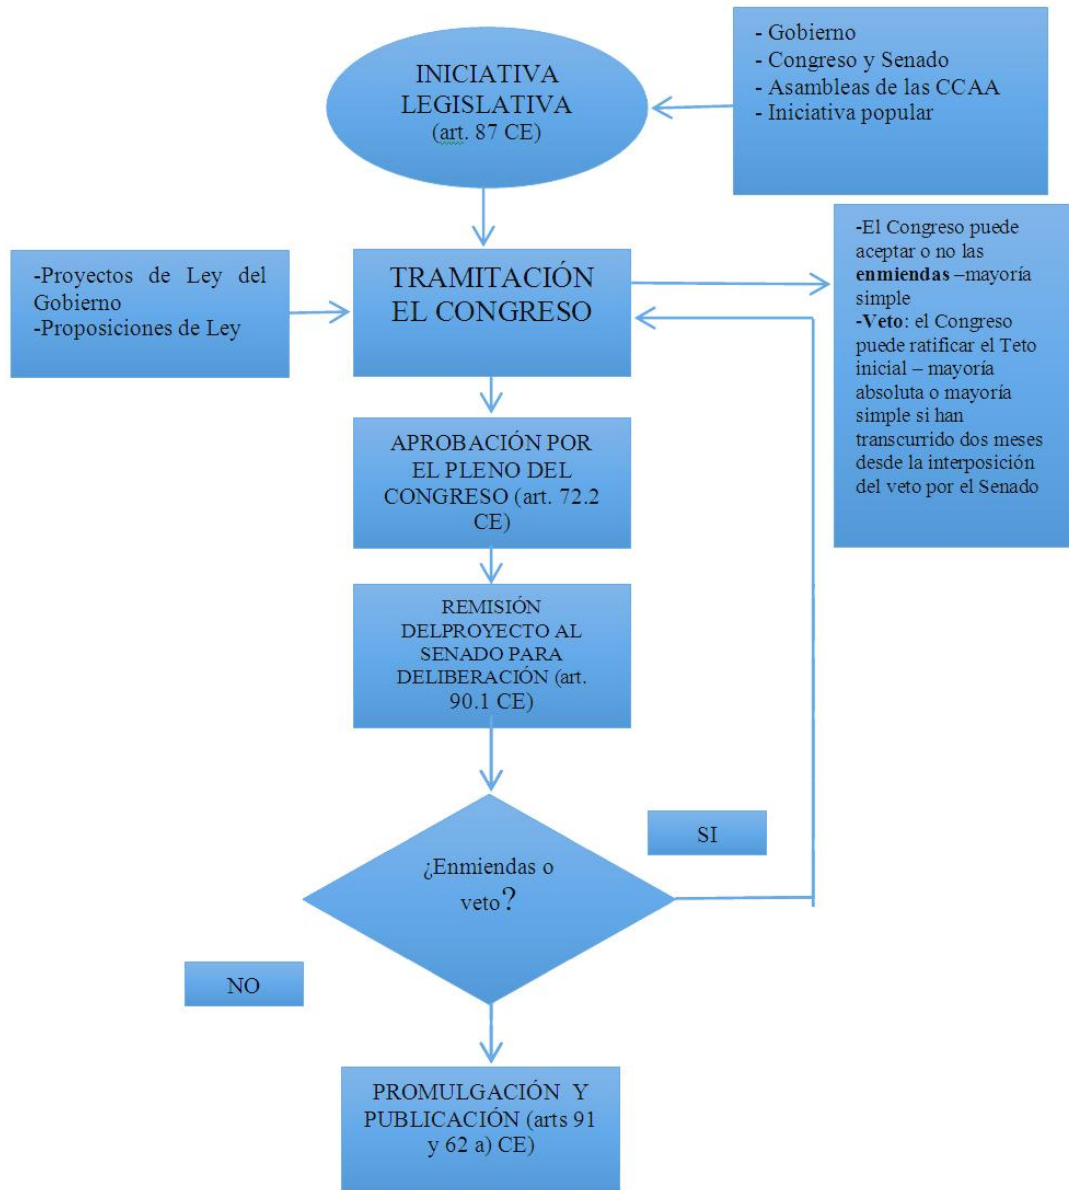 INICIATIVA
LEGISLATIVA
(art. 87 CE)
- Gobierno
- Congreso y Senado
- Asambleas de las CCAA
- Iniciativa popular
-Proyectos de Ley del
Gobierno
-Proposiciones de Ley
TRAMITACIÓN
EL CONGRESO
-El Congreso puede
aceptar o no las
enmiendas –mayoría
simple
-Veto: el Congreso
puede ratificar el Teto
inicial – mayoría
absoluta o mayoría
simple si han
transcurrido dos meses
desde la interposición
del veto por el Senado
APROBACIÓN POR
EL PLENO DEL
CONGRESO (art. 72.2
CE)
REMISIÓN
DELPROYECTO AL
SENADO PARA
DELIBERACIÓN (art.
90.1 CE)
¿Enmiendas o
veto?
SI
NO
PROMULGACIÓN Y
PUBLICACIÓN (arts 91
y 62 a) CE)